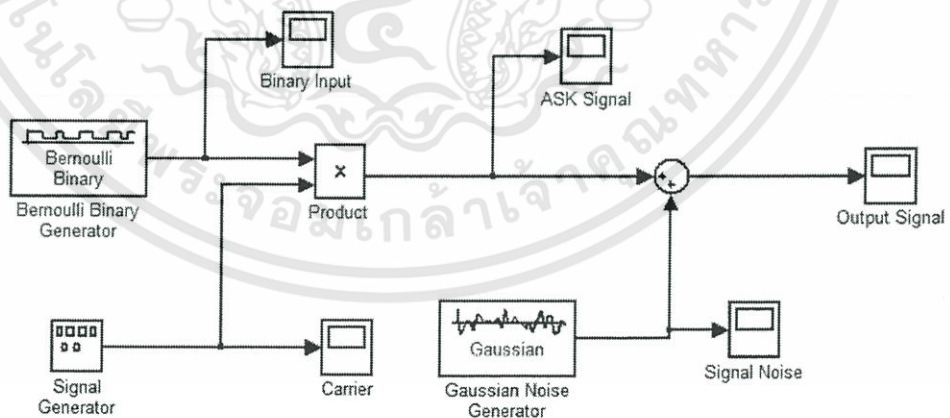 Binary Input
ASK Signal
Bernoulli
Binary
Bernoulli Binary
Generator
×
Product
+
+
Output Signal
Signal
Generator
Carrier
Gaussian
Gaussian Noise
Generator
Signal Noise